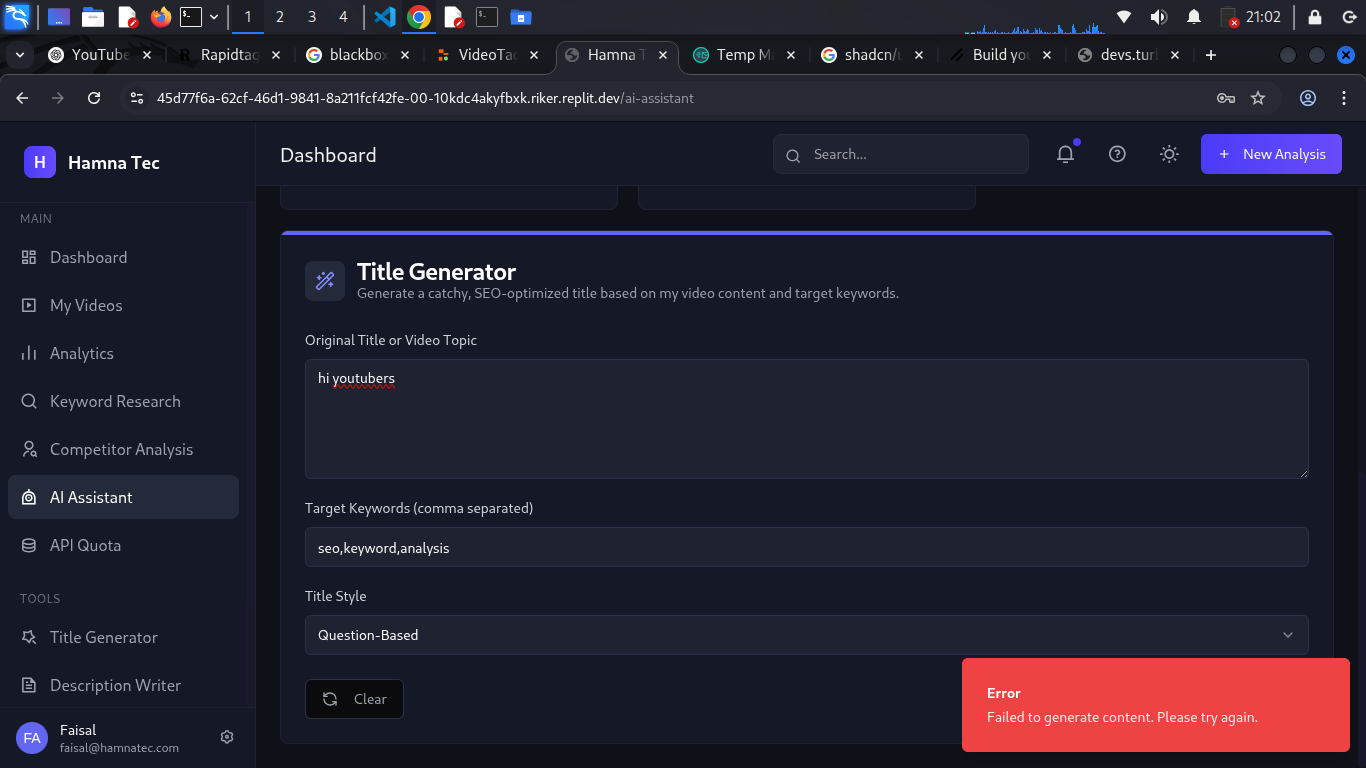 1 2 3 4 21:02
YouTube Rapidtag blackbox VideoTac Hamna T Temp Ma shadcn/u Build you devs.turl
45d77f6a-62cf-46d1-9841-8a211fcf42fe-00-10kdc4akyfbxk.riker.replit.dev/ai-assistant
H Hamna Tec
Dashboard
Search...
+ New Analysis
MAIN
Dashboard
My Videos
Analytics
Keyword Research
Competitor Analysis
AI Assistant
API Quota
TOOLS
Title Generator
Description Writer
FA Faisal
faisal@hamnatec.com
Title Generator
Generate a catchy, SEO-optimized title based on my video content and target keywords.
Original Title or Video Topic
hi youtubers
Target Keywords (comma separated)
seo,keyword,analysis
Title Style
Question-Based
Clear
Error
Failed to generate content. Please try again.